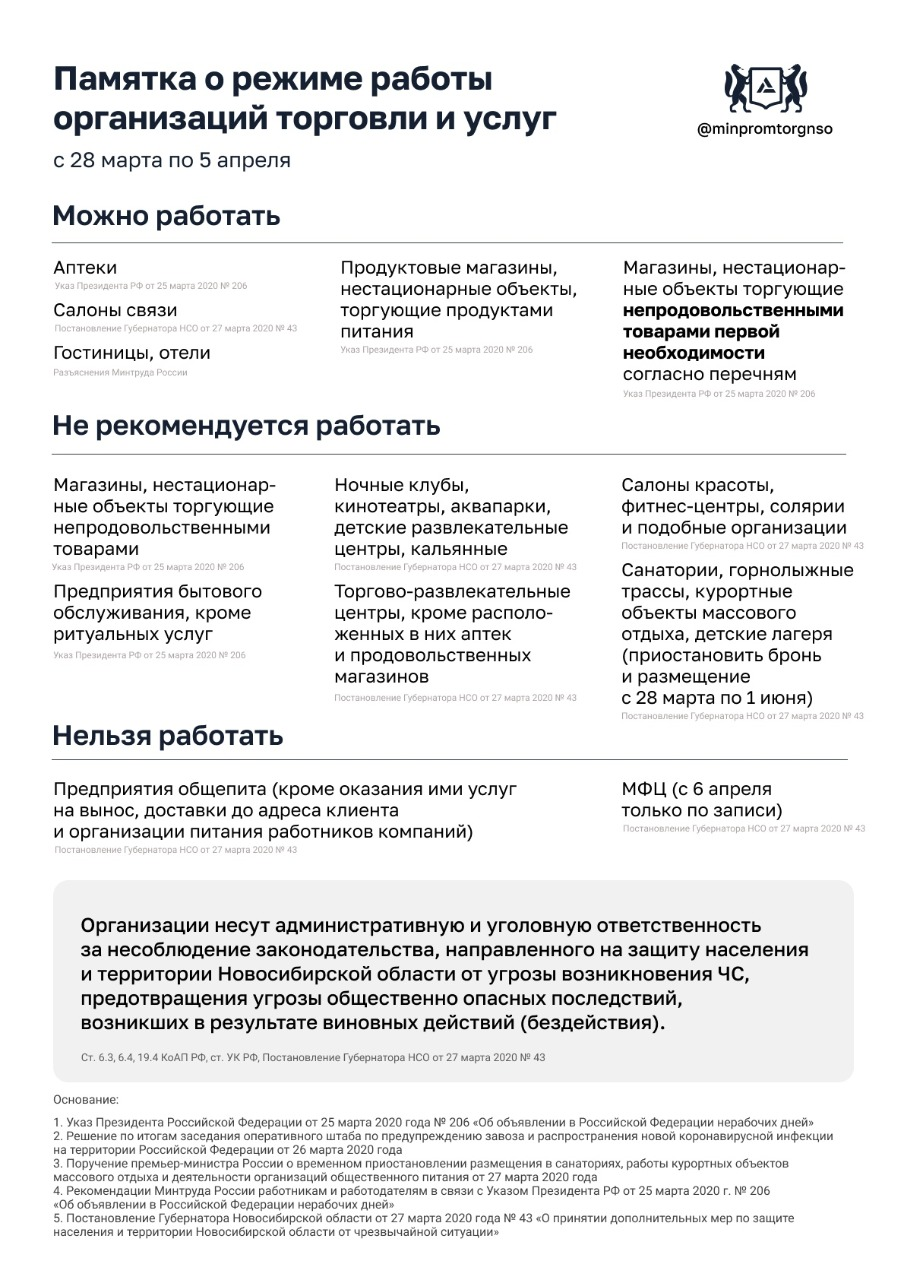 Памятка о режиме работы
организаций торговли и услуг
с 28 марта по 5 апреля
@minpromtorgnso
Можно работать
Аптеки
Указ Президента РФ от 25 марта 2020 № 206
Салоны связи
Постановление Губернатора НСО от 27 марта 2020 № 43
Гостиницы, отели
Разъяснения Минтруда России
Продуктовые магазины,
нестационарные объекты,
торгующие продуктами
питания
Указ Президента РФ от 25 марта 2020 № 206
Магазины, нестационар-
ные объекты торгующие
непродовольственными
товарами первой
необходимости
согласно перечням
Указ Президента РФ от 25 марта 2020 № 206
Не рекомендуется работать
Магазины, нестационар-
ные объекты торгующие
непродовольственными
товарами
Указ Президента РФ от 25 марта 2020 № 206
Предприятия бытового
обслуживания, кроме
ритуальных услуг
Указ Президента РФ от 25 марта 2020 № 206
Ночные клубы,
кинотеатры, аквапарки,
детские развлекательные
центры, кальянные
Постановление Губернатора НСО от 27 марта 2020 № 43
Торгово-развлекательные
центры, кроме располо-
женных в них аптек
и продовольственных
магазинов
Постановление Губернатора НСО от 27 марта 2020 № 43
Салоны красоты,
фитнес-центры, солярии
и подобные организации
Постановление Губернатора НСО от 27 марта 2020 № 43
Санатории, горнолыжные
трассы, курортные
объекты массового
отдыха, детские лагеря
(приостановить бронь
и размещение
с 28 марта по 1 июня)
Постановление Губернатора НСО от 27 марта 2020 № 43
Нельзя работать
Предприятия общепита (кроме оказания ими услуг
на вынос, доставки до адреса клиента
и организации питания работников компаний)
Постановление Губернатора НСО от 27 марта 2020 № 43
МФЦ (с 6 апреля
только по записи)
Постановление Губернатора НСО от 27 марта 2020 № 43
Организации несут административную и уголовную ответственность
за несоблюдение законодательства, направленного на защиту населения
и территории Новосибирской области от угрозы возникновения ЧС,
предотвращения угрозы общественно опасных последствий,
возникших в результате виновных действий (бездействия).
Ст. 6.3, 6.4, 19.4 КоАП РФ, ст. УК РФ, Постановление Губернатора НСО от 27 марта 2020 № 43
Основание:
1. Указ Президента Российской Федерации от 25 марта 2020 года № 206 «Об объявлении в Российской Федерации нерабочих дней»
2. Решение по итогам заседания оперативного штаба по предупреждению завоза и распространения новой коронавирусной инфекции
на территории Российской Федерации от 26 марта 2020 года
3. Поручение премьер-министра России о временном приостановлении размещения в санаториях, работы курортных объектов
массового отдыха и деятельности организаций общественного питания от 27 марта 2020 года
4. Рекомендации Минтруда России работникам и работодателям в связи с Указом Президента РФ от 25 марта 2020 г. № 206
«Об объявлении в Российской Федерации нерабочих дней»
5. Постановление Губернатора Новосибирской области от 27 марта 2020 года № 43 «О принятии дополнительных мер по защите
населения и территории Новосибирской области от чрезвычайной ситуации»